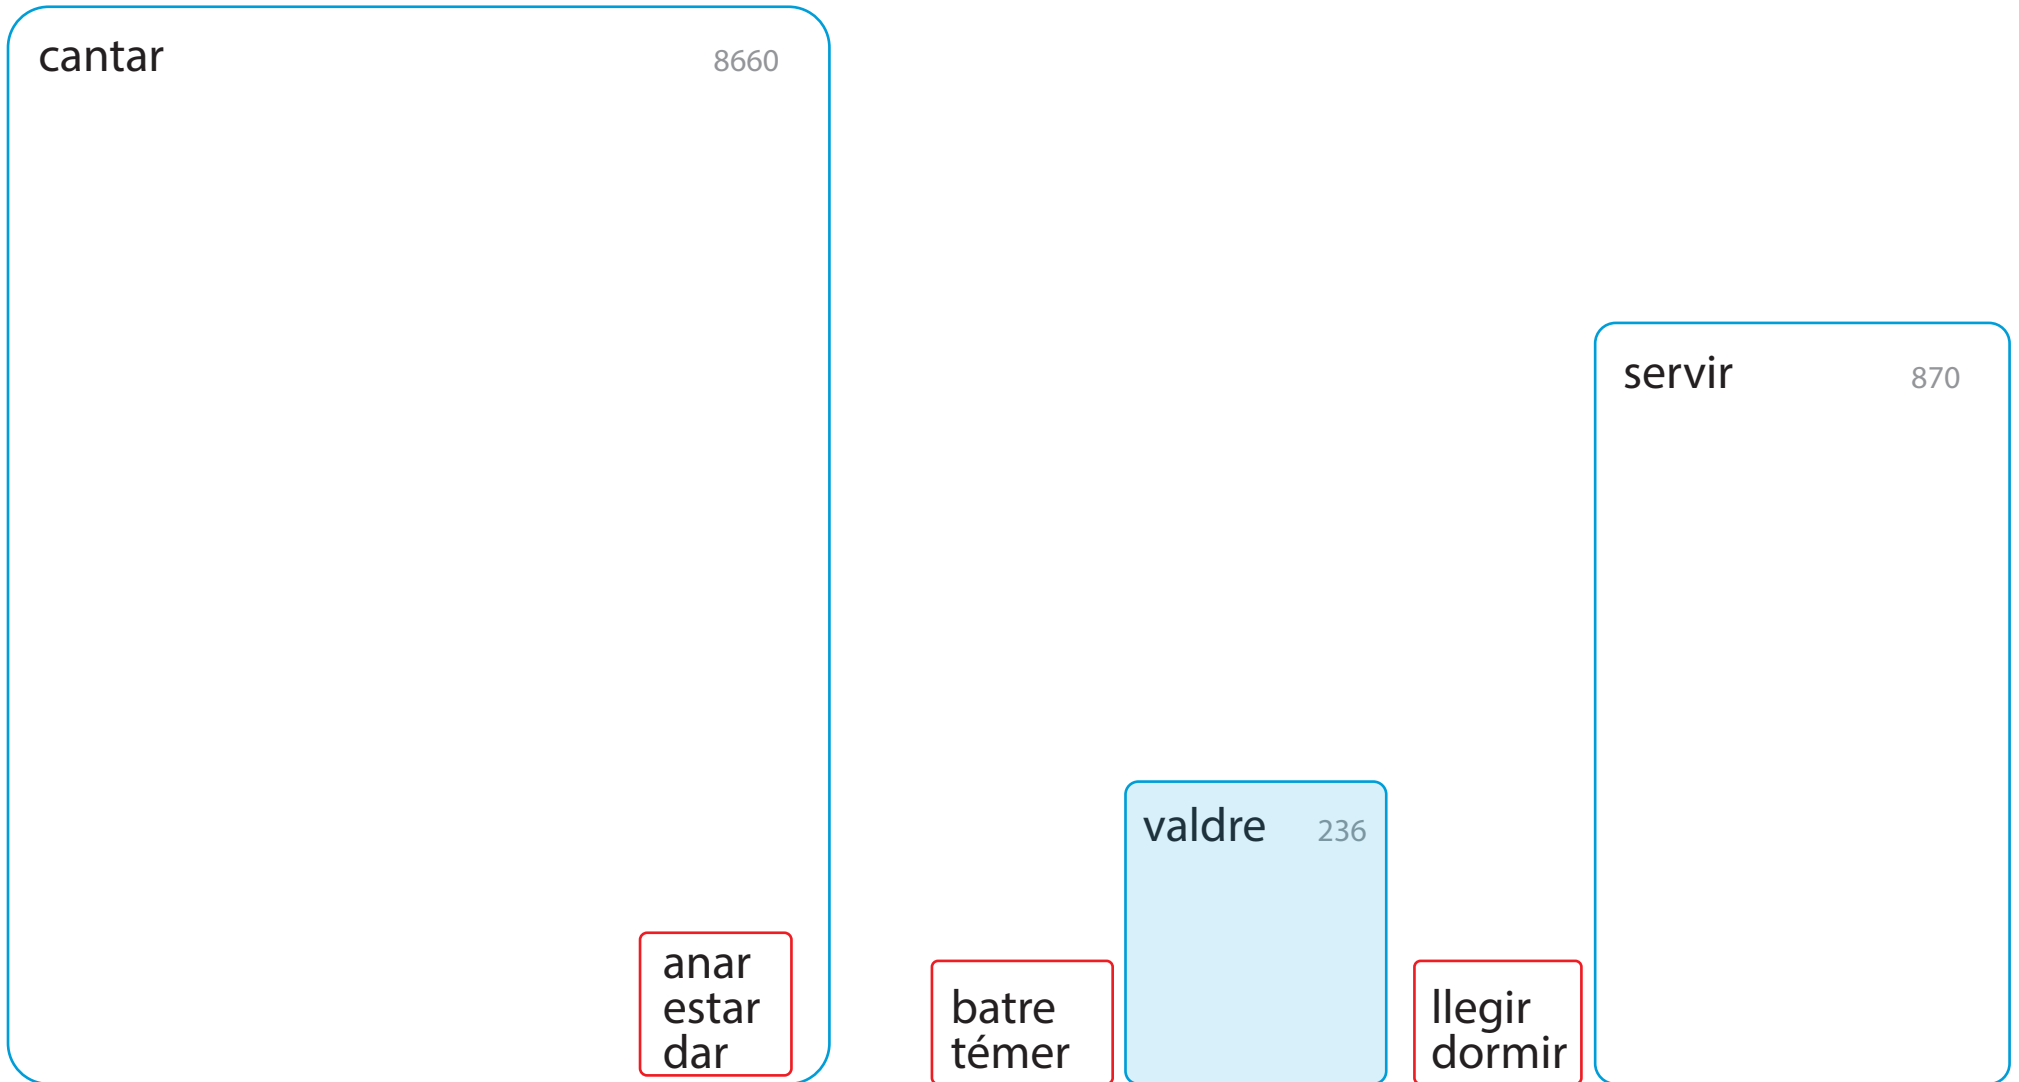 cantar 8660
servir 870
valdre 236
anar
estar
dar
batre
témer
llegir
dormir